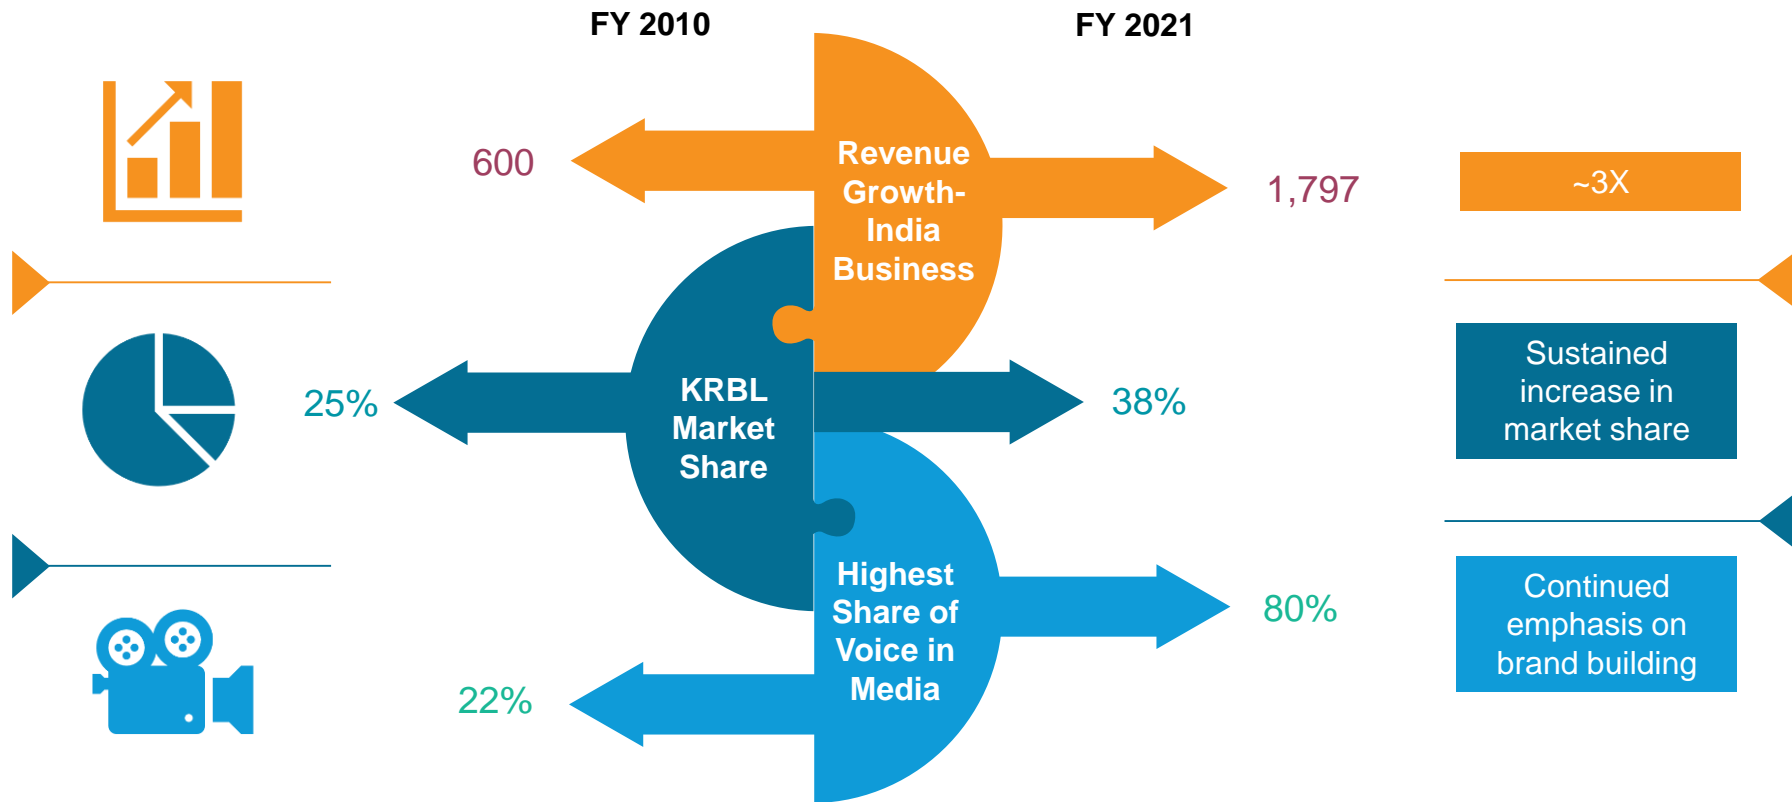 FY 2010
FY 2021
600
Revenue
Growth-
India
Business
1,797
~3X
25%
KRBL
Market
Share
38%
Sustained
increase in
market share
22%
Highest
Share of
Voice in
Media
80%
Continued
emphasis on
brand building